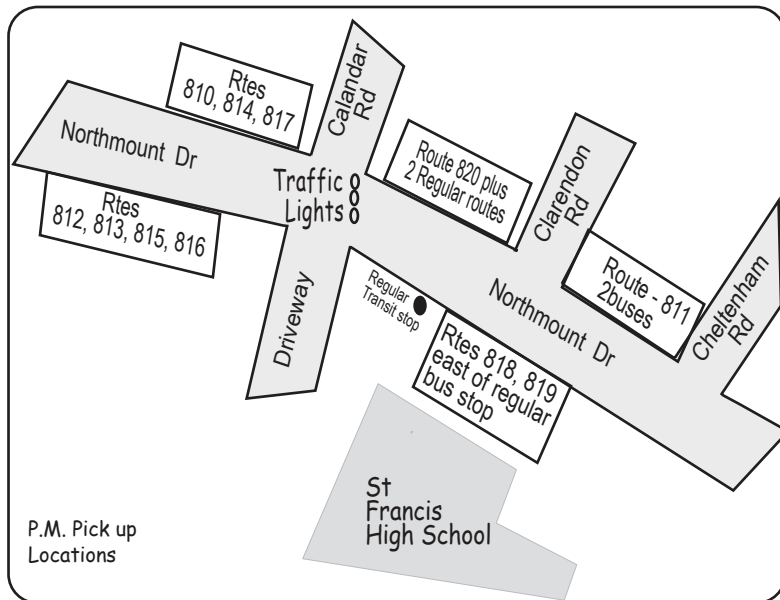 Rtes
810, 814, 817
Calandar
Rd
Northmount Dr
Traffic
Lights
Route 820 plus
2 Regular routes
Clarendon
Rd
Rtes
812, 813, 815, 816
Route - 811
2buses
Cheltenham
Rd
Driveway
Regular
Transit stop
Northmount Dr
Rtes 818, 819
east of regular
bus stop
St
Francis
High School
P.M. Pick up
Locations